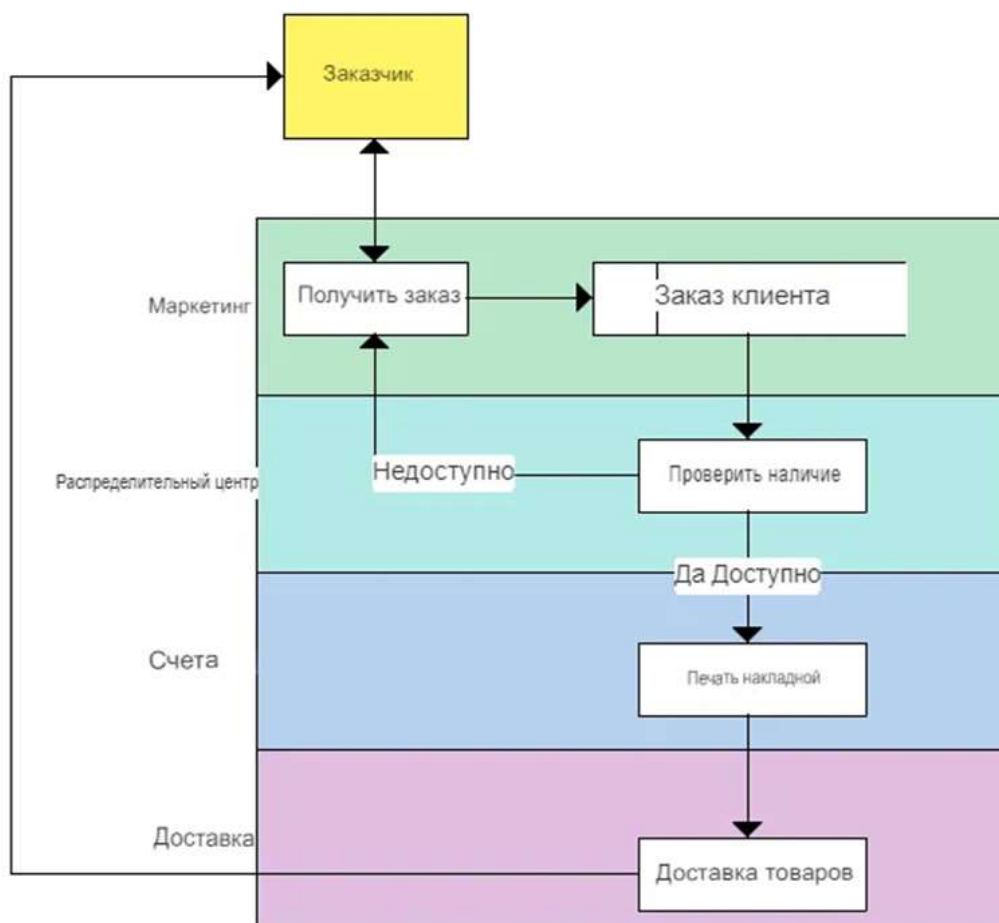 Заказчик
Получить заказ
Заказ клиента
Маркетинг
Недоступно
Проверить наличие
Распределительный центр
Да Доступно
Счета
Печать накладной
Доставка
Доставка товаров